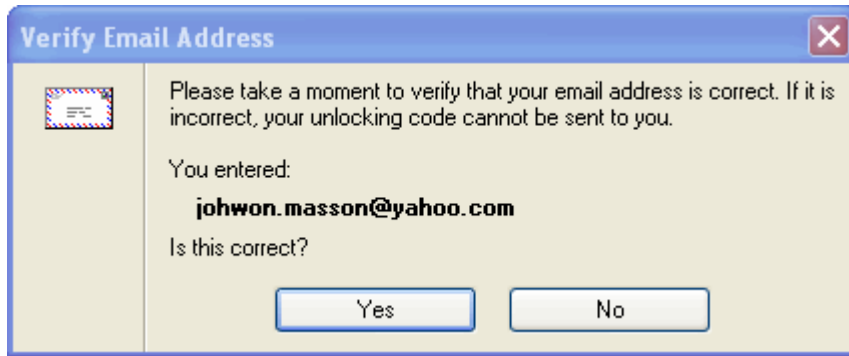 Verify Email Address
Please take a moment to verify that your email address is correct. If it is
incorrect, your unlocking code cannot be sent to you.
You entered:
johwon.masson@yahoo.com
Is this correct?
Yes No